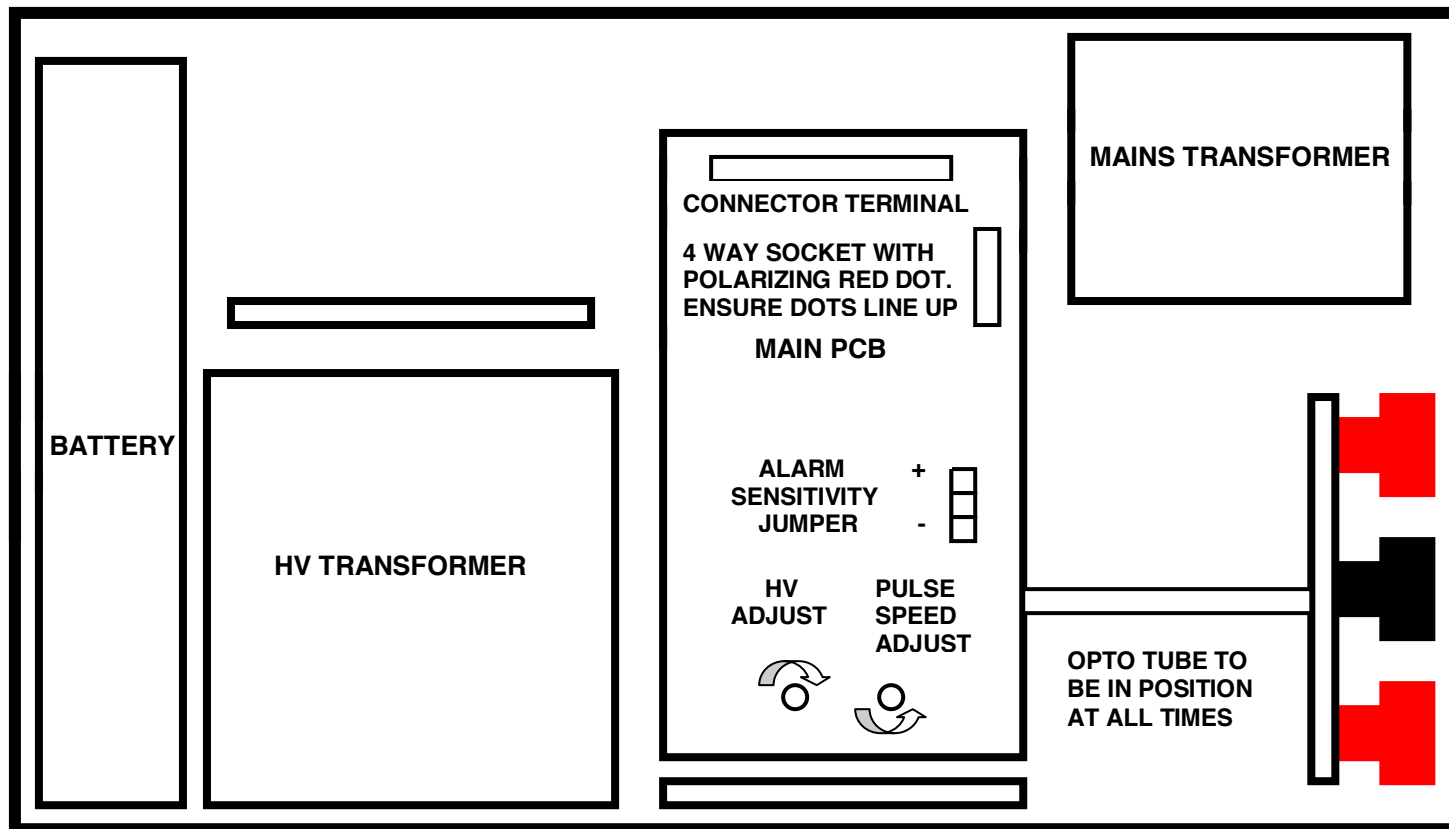 MAINS TRANSFORMER
CONNECTOR TERMINAL
4 WAY SOCKET WITH
POLARIZING RED DOT.
ENSURE DOTS LINE UP
MAIN PCB
BATTERY
ALARM +
SENSITIVITY
JUMPER -
HV TRANSFORMER
HV
ADJUST
PULSE
SPEED
ADJUST
OPTO TUBE TO
BE IN POSITION
AT ALL TIMES